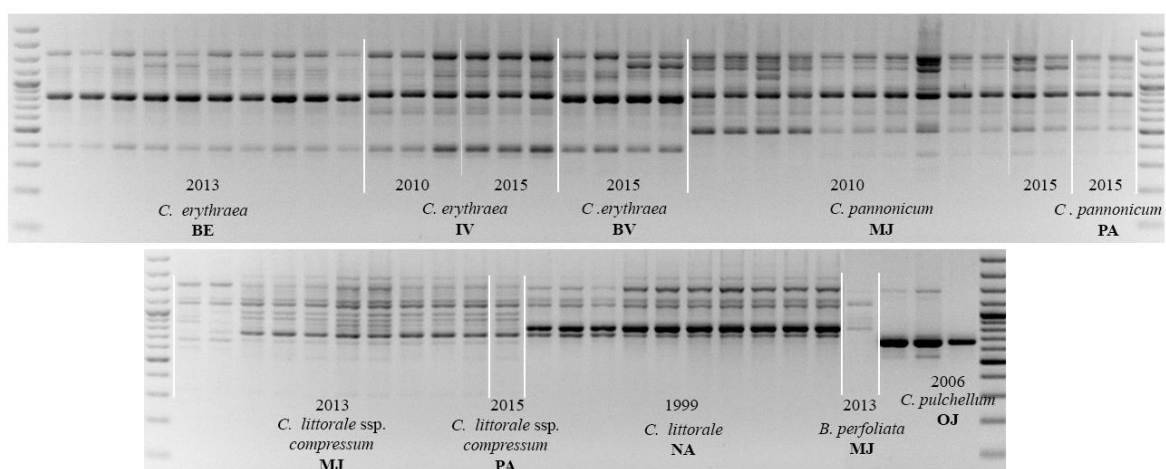 2013
C. erythraea
BE
2010 2015
C. erythraea
IV
2015
C .erythraea
BV
2010 2015
C. pannonicum
MJ
2015
C . pannonicum
PA
2013
C. littorale ssp.
compressum
MJ
2015
C. littorale ssp.
compressum
PA
1999
C. littorale
NA
2013
B. perfoliata
MJ
2006
C. pulchellum
OJ